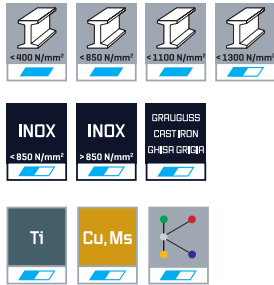 <400 N/mm² <850 N/mm² <1100 N/mm² <1300 N/mm²
INOX INOX GRAUGUSS
CAST IRON
GHISA GRIGIA
<850 N/mm² >850 N/mm²
Ti Cu, Ms